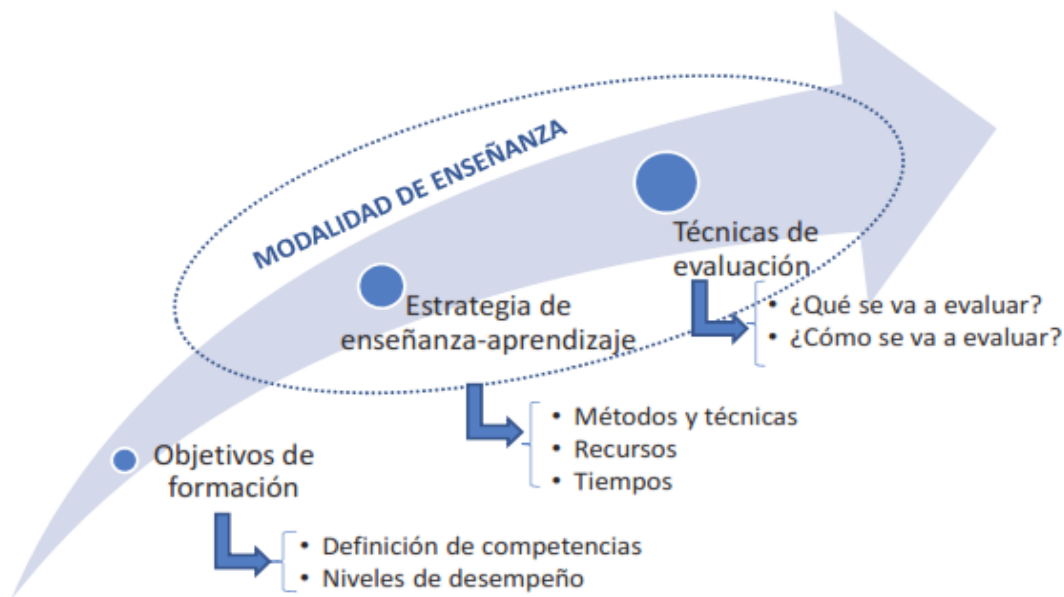 MODALIDAD DE ENSEÑANZA
Técnicas de
evaluación
• ¿Qué se va a evaluar?
• ¿Cómo se va a evaluar?
Estrategia de
enseñanza-aprendizaje
• Métodos y técnicas
• Recursos
• Tiempos
Objetivos de
formación
• Definición de competencias
• Niveles de desempeño